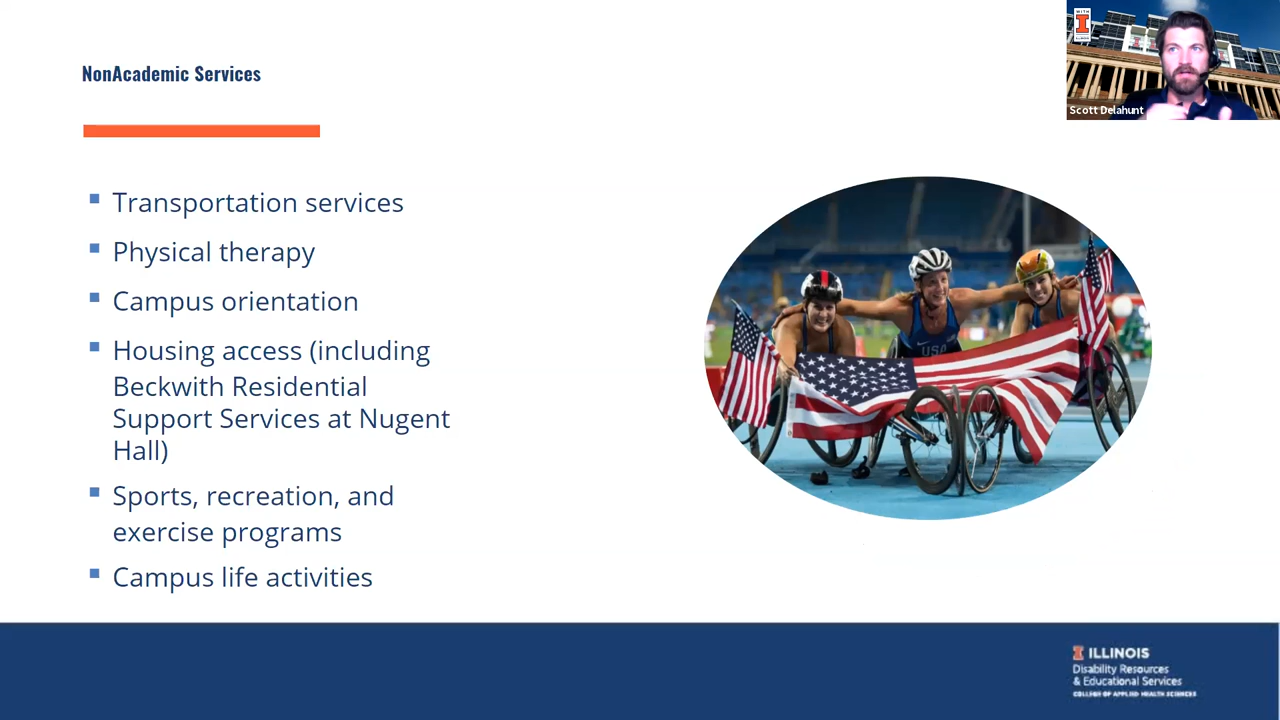 NonAcademic Services
WITH
ILLINOIS
Scott Delahunt
Transportation services
Physical therapy
Campus orientation
Housing access (including
Beckwith Residential
Support Services at Nugent
Hall)
Sports, recreation, and
exercise programs
Campus life activities
USA
I ILLINOIS
Disability Resources
& Educational Services
COLLEGE OF APPLIED HEALTH SCIENCES